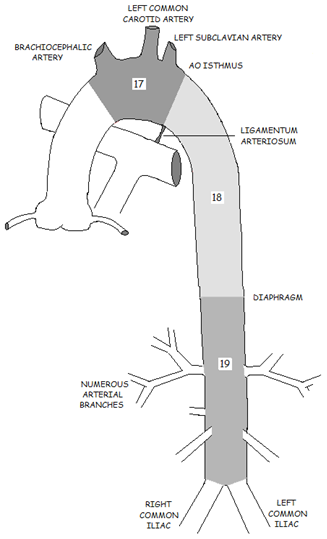 LEFT COMMON
CAROTID ARTERY
LEFT SUBCLAVIAN ARTERY
BRACHIOCEPHALIC
ARTERY
AO ISTHMUS
17
LIGAMENTUM
ARTERIOSUM
18
DIAPHRAGM
19
NUMEROUS
ARTERIAL
BRANCHES
RIGHT
COMMON
ILIAC
LEFT
COMMON
ILIAC